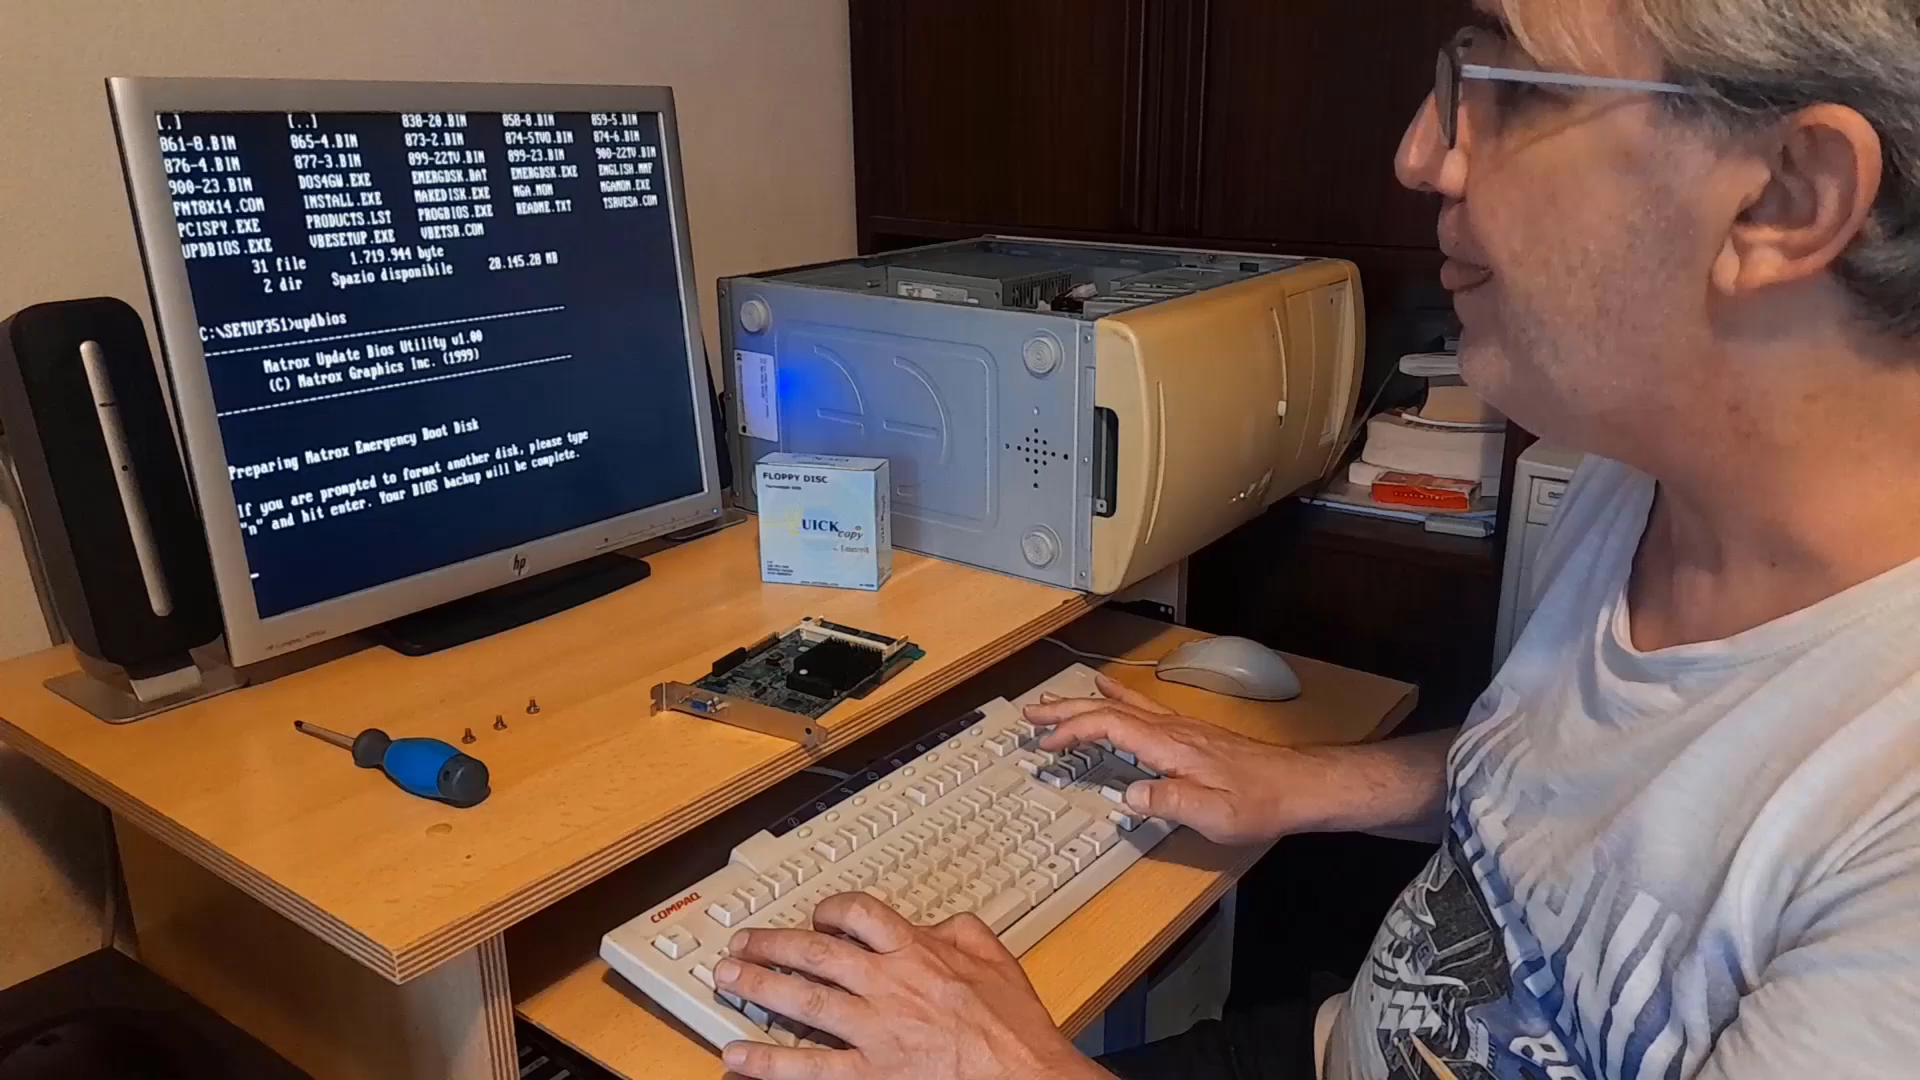 [.] [..] 838-20.BIN 858-8.BIN 859-5.BIN
861-8.BIN 865-4.BIN 873-2.BIN 874-5TVO.BIN 874-6.BIN
876-4.BIN 877-3.BIN 899-22TV.BIN 899-23.BIN 900-22TV.BIN
900-23.BIN DOS4GW.EXE EMERGDSK.BAT EMERGDSK.EXE ENGLISH.MMF
FMT8X14.COM INSTALL.EXE MAKEDISK.EXE MGA.MON MGAMON.EXE
PCISPY.EXE PRODUCTS.LST PROGBIOS.EXE README.TXT TSRVESA.COM
UPDBIOS.EXE VBESETUP.EXE VBETSR.COM
31 file 1.719.944 byte
2 dir Spazio disponibile 28.145.28 MB
C:\SETUP351>updbios
Matrox Update Bios Utility v1.00
(C) Matrox Graphics Inc. (1999)
Preparing Matrox Emergency Boot Disk
If you are prompted to format another disk, please type
"n" and hit enter. Your BIOS backup will be complete.
hp
FLOPPY DISC
QUICK
copy
COMPAQ